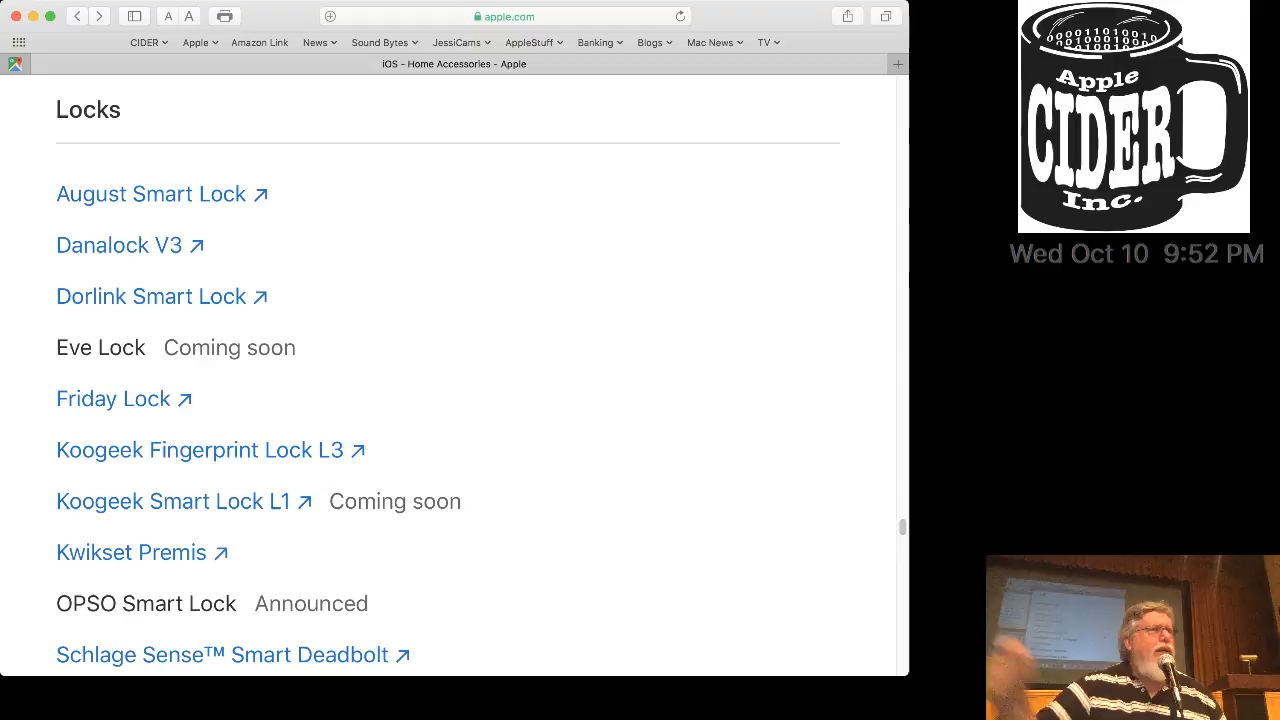 A A
apple.com
CIDER
Apple
Amazon Link
News
Sound Bytes
JessiCams
AppleStuff
Banking
Blogs
Mac News
TV
iOS - Home Accessories - Apple
Locks
August Smart Lock ↗
Danalock V3 ↗
Dorlink Smart Lock ↗
Eve Lock Coming soon
Friday Lock ↗
Koogeek Fingerprint Lock L3 ↗
Koogeek Smart Lock L1 ↗ Coming soon
Kwikset Premis ↗
OPSO Smart Lock Announced
Schlage Sense™ Smart Deadbolt ↗
Apple
CIDER
Inc.
Wed Oct 10 9:52 PM